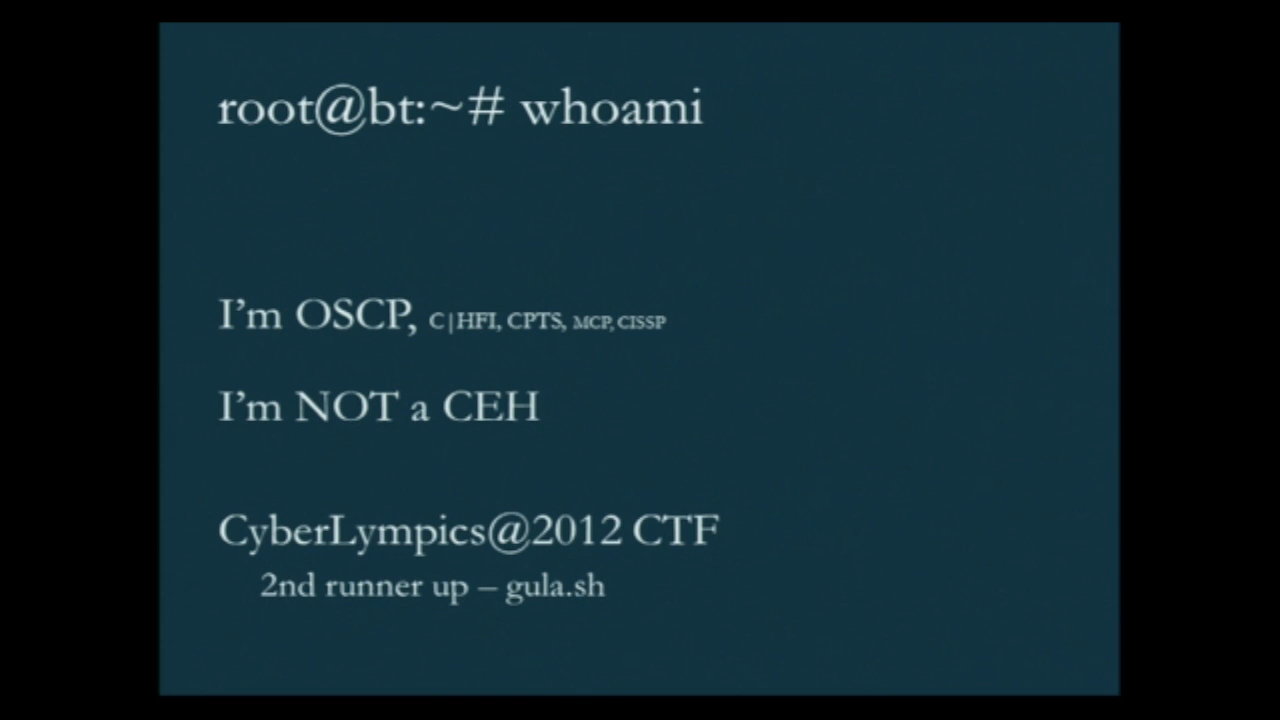 root@bt:~# whoami
I’m OSCP, C|HFI, CPTS, MCP, CISSP
I’m NOT a CEH
CyberLympics@2012 CTF
2nd runner up – gula.sh